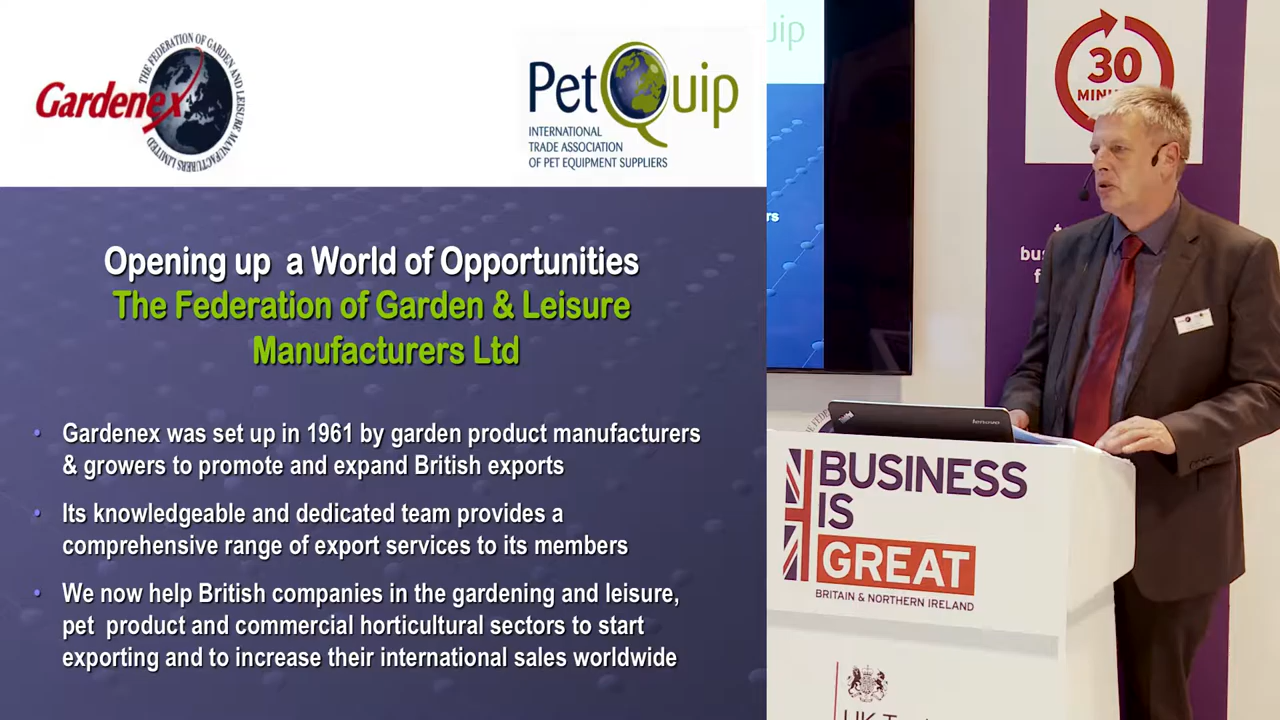 Gardenex
THE FEDERATION OF GARDEN AND LEISURE MANUFACTURERS LIMITED
PetQuip
INTERNATIONAL
TRADE ASSOCIATION
OF PET EQUIPMENT SUPPLIERS
Opening up  a World of Opportunities
The Federation of Garden & Leisure
Manufacturers Ltd
• Gardenex was set up in 1961 by garden product manufacturers
& growers to promote and expand British exports
• Its knowledgeable and dedicated team provides a
comprehensive range of export services to its members
• We now help British companies in the gardening and leisure,
pet  product and commercial horticultural sectors to start
exporting and to increase their international sales worldwide
uip
rs
30
lenovo
BUSINESS
IS
GREAT
BRITAIN & NORTHERN IRELAND
UK